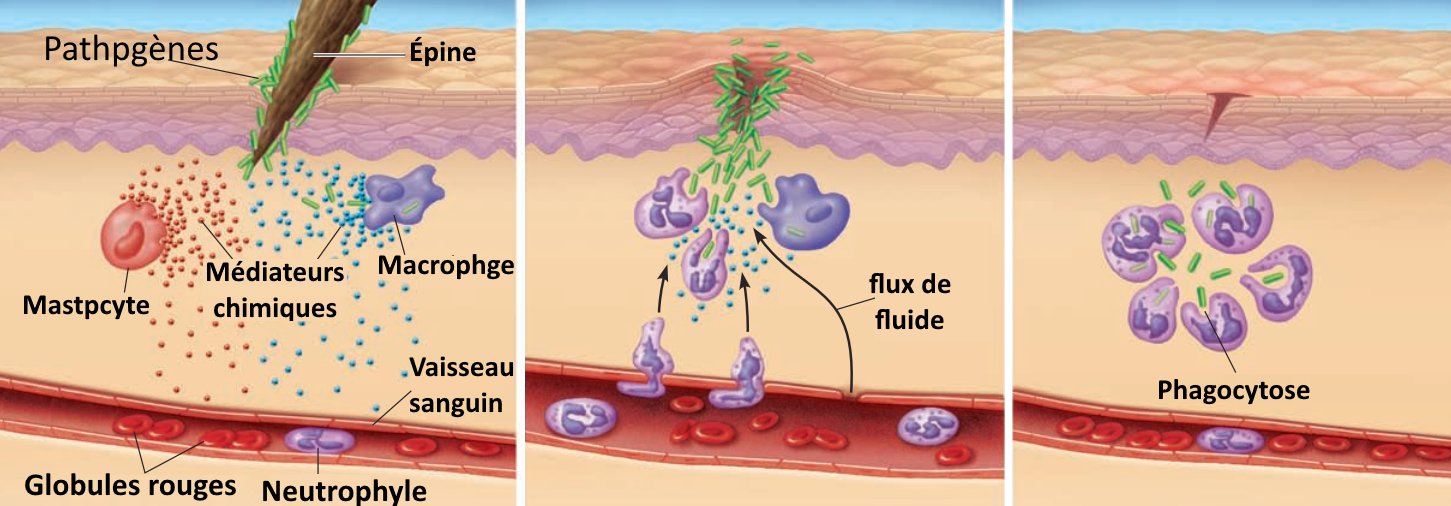 Pathpgènes
Épine
Médiateurs
chimiques
Macrophge
Mastpcyte
Vaisseau
sanguin
Globules rouges
Neutrophyle
flux de
fluide
Phagocytose